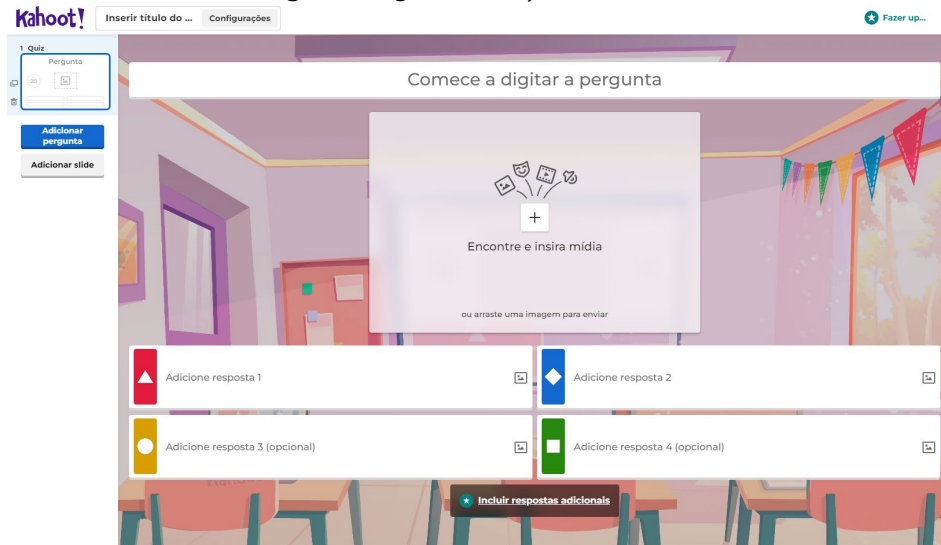 Kahoot!
Inserir título do ...
Configurações
Fazer up...
1 Quiz
Pergunta
20
Adicionar
pergunta
Adicionar slide
Comece a digitar a pergunta
Encontre e insira mídia
ou arraste uma imagem para enviar
Adicione resposta 1
Adicione resposta 2
Adicione resposta 3 (opcional)
Adicione resposta 4 (opcional)
Incluir respostas adicionais